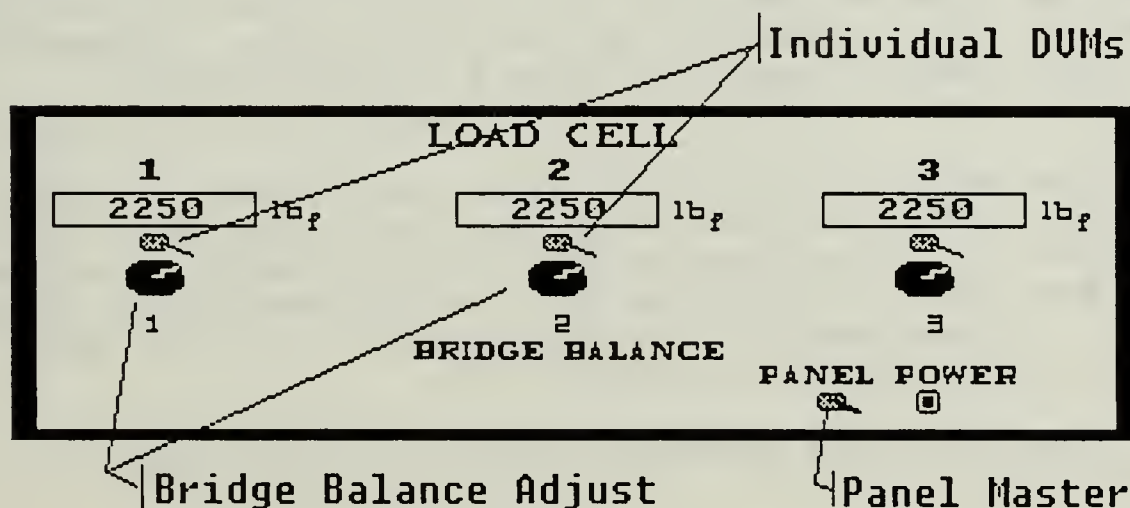 Individual DVMs
LOAD CELL
1 2 3
2250 lbf 2250 lbf 2250 lbf
1 2 3
BRIDGE BALANCE
PANEL POWER
Bridge Balance Adjust
Panel Master